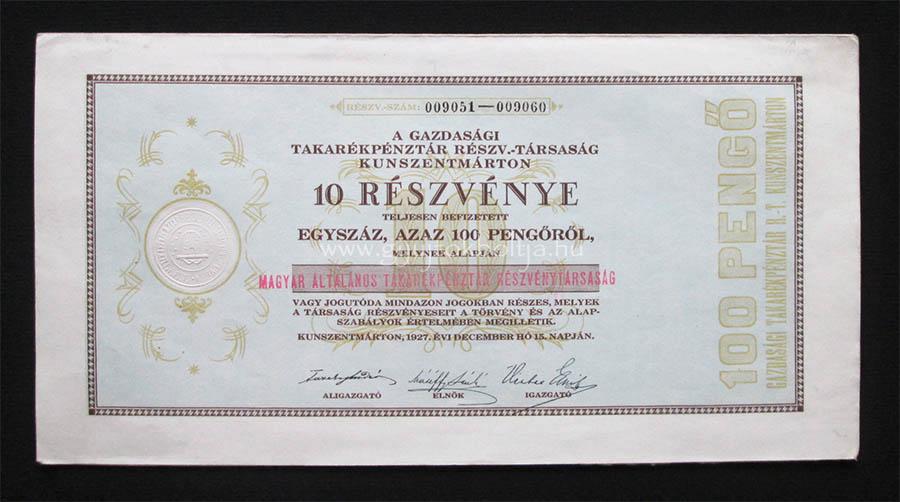 RÉSZV.-SZÁM: 009051—009060
A GAZDASÁGI
TAKARÉKPÉNZTÁR RÉSZV.-TÁRSASÁG
KUNSZENTMÁRTON
10 RÉSZVÉNYE
TELJESEN BEFIZETETT
EGYSZÁZ, AZAZ 100 PENGŐRŐL,
MELYNEK ALAPJÁN
MAGYAR ÁLTALÁNOS TAKARÉKPÉNZTÁR RÉSZVÉNYTÁRSASÁG
VAGY JOGUTÓDA MINDAZON JOGOKBAN RÉSZES, MELYEK
A TÁRSASÁG RÉSZVÉNYESEIT A TÖRVÉNY ÉS AZ ALAP-
SZABÁLYOK ÉRTELMÉBEN MEGILLETIK.
KUNSZENTMÁRTON, 1927. ÉVI DECEMBER HÓ 15. NAPJÁN.
ALIGAZGATÓ ELNÖK IGAZGATÓ
100 PENGŐ
GAZDASÁGI TAKARÉKPÉNZTÁR R.-T. KUNSZENTMÁRTON
10